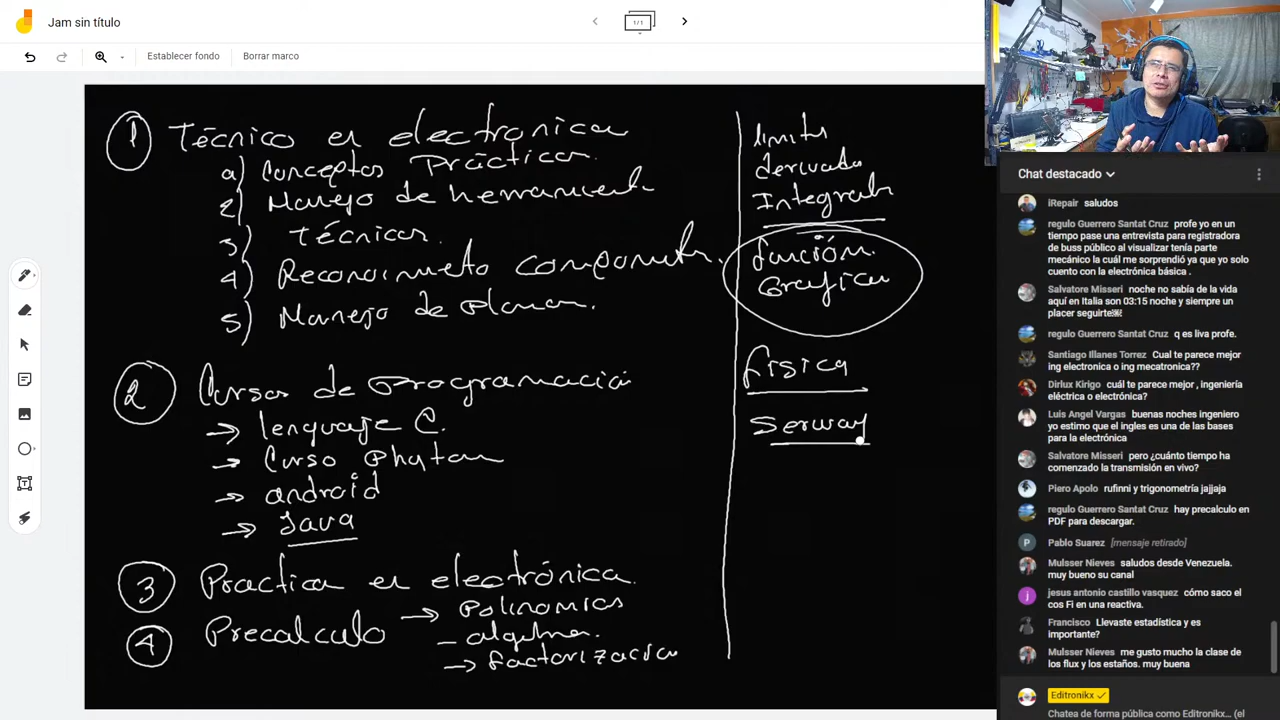 Jam sin título
1/1
Establecer fondo
Borrar marco
1 Técnico en electronica
a) Conceptos Practicos.
2) Manejo de herramienta
3) Técnicas.
4) Reconocimieto componentes.
5) Manejo de planos.
2 Cursos de programació
→ lenguaje C.
→ Curso Phyton
→ android
→ Java
3 Practica en electrónica.
4 Precalculo → Polinomios
- algebra.
→ factorización
limites
derivada
Integrales
función.
Grafica
física
Serway
Chat destacado
iRepair saludos
regulo Guerrero Santat Cruz profe yo en un
tiempo pase una entrevista para registradora
de buss público al visualizar tenía parte
mecánico la cuál me sorprendió ya que yo solo
cuento con la electrónica básica .
Salvatore Misseri noche no sabía de la vida
aquí en Italia son 03:15 noche y siempre un
placer seguirte
regulo Guerrero Santat Cruz q es liva profe.
Santiago Illanes Torrez Cual te parece mejor
ing electronica o ing mecatronica??
Dirlux Kirigo cuál te parece mejor , ingeniería
eléctrica o electrónica?
Luis Angel Vargas buenas noches ingeniero
yo estimo que el ingles es una de las bases
para la electrónica
Salvatore Misseri pero ¿cuánto tiempo ha
comenzado la transmisión en vivo?
Piero Apolo rufinni y trigonometría jajjaja
regulo Guerrero Santat Cruz hay precalculo en
PDF para descargar.
P Pablo Suarez [mensaje retirado]
Mulsser Nieves saludos desde Venezuela.
muy bueno su canal
j jesus antonio castillo vasquez cómo saco el
cos Fi en una reactiva.
Francisco Llevaste estadística y es
importante?
Mulsser Nieves me gusto mucho la clase de
los flux y los estaños. muy buena
Editronikx
Chatea de forma pública como Editronikx... (el